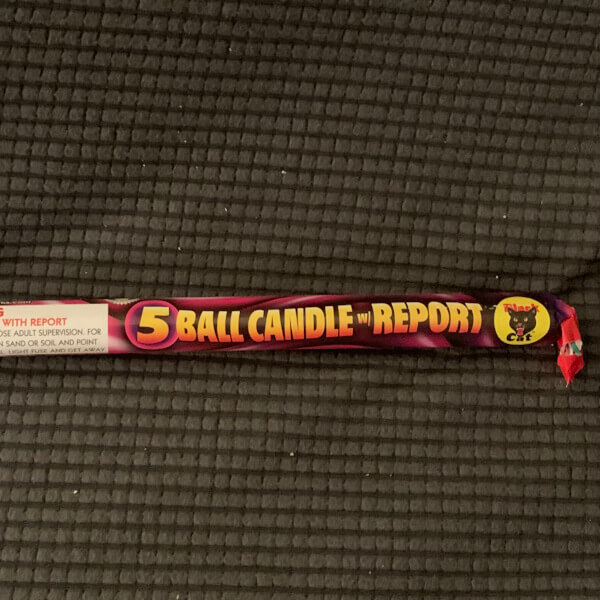 G
WITH REPORT
OSE ADULT SUPERVISION. FOR
N SAND OR SOIL AND POINT
LIGHT FUSE AND GET AWAY
5 BALL CANDLE W/ REPORT
Black
Cat